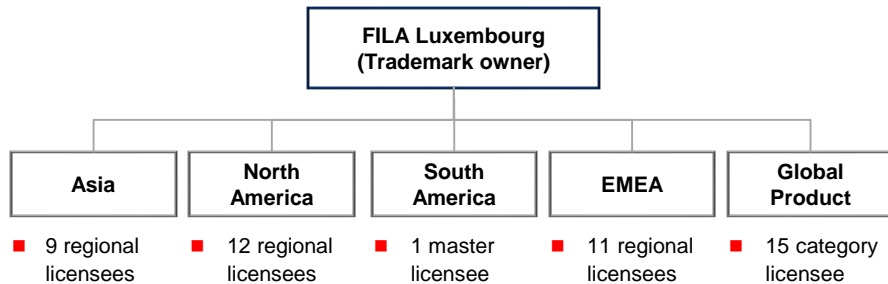 FILA Luxembourg
(Trademark owner)
Asia
North
America
South
America
EMEA
Global
Product
9 regional
licensees
12 regional
licensees
1 master
licensee
11 regional
licensees
15 category
licensee